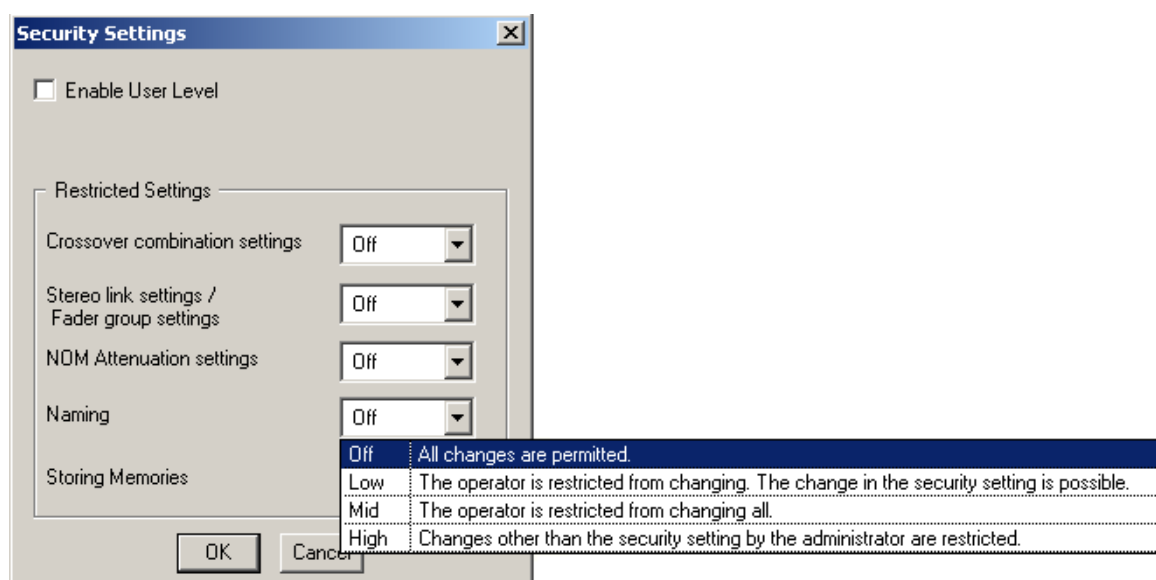 Security Settings
Enable User Level
Restricted Settings
Crossover combination settings Off
Stereo link settings /
Fader group settings Off
NOM Attenuation settings Off
Naming Off
Off All changes are permitted.
Storing Memories
Low The operator is restricted from changing. The change in the security setting is possible.
Mid The operator is restricted from changing all.
High Changes other than the security setting by the administrator are restricted.
OK Cancel